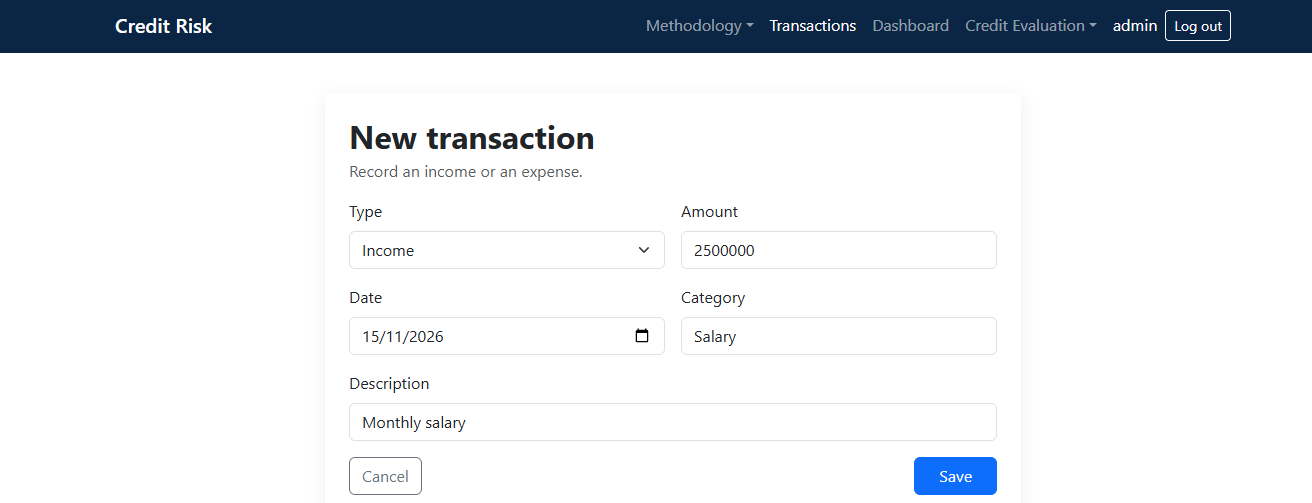 Credit Risk Methodology Transactions Dashboard Credit Evaluation admin Log out
New transaction
Record an income or an expense.
Type Amount
Income 2500000
Date Category
15/11/2026 Salary
Description
Monthly salary
Cancel Save